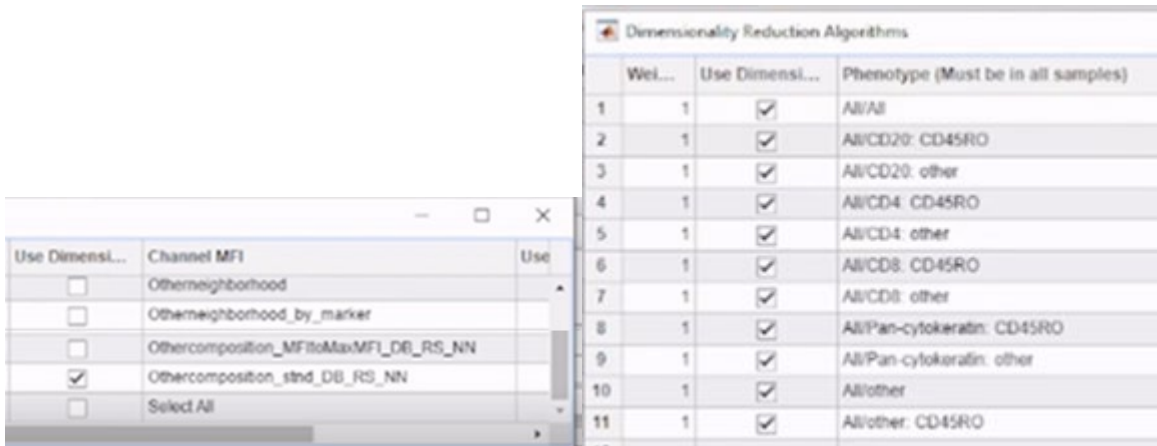 Dimensionality Reduction Algorithms
Wei... Use Dimensi... Phenotype (Must be in all samples)
1 1 All/All
2 1 All/CD20: CD45RO
3 1 All/CD20: other
4 1 All/CD4: CD45RO
5 1 All/CD4: other
6 1 All/CD8: CD45RO
7 1 All/CD8: other
8 1 All/Pan-cytokeratin: CD45RO
9 1 All/Pan-cytokeratin: other
10 1 All/other
11 1 All/other: CD45RO
Use Dimensi... Channel MFI Use
Otherneighborhood
Otherneighborhood_by_marker
Othercomposition_MFItoMaxMFI_DB_RS_NN
Othercomposition_stnd_DB_RS_NN
Select All